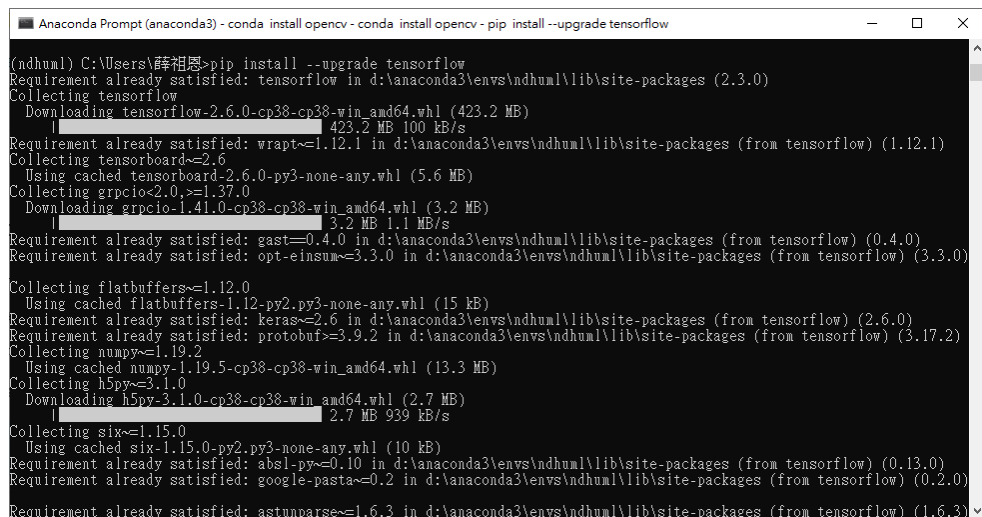 Anaconda Prompt (anaconda3) - conda  install opencv - conda  install opencv - pip  install --upgrade tensorflow
(ndhuml) C:\Users\薛祖恩>pip install --upgrade tensorflow
Requirement already satisfied: tensorflow in d:\anaconda3\envs\ndhuml\lib\site-packages (2.3.0)
Collecting tensorflow
  Downloading tensorflow-2.6.0-cp38-cp38-win_amd64.whl (423.2 MB)
     | 423.2 MB 100 kB/s
Requirement already satisfied: wrapt~=1.12.1 in d:\anaconda3\envs\ndhuml\lib\site-packages (from tensorflow) (1.12.1)
Collecting tensorboard~=2.6
  Using cached tensorboard-2.6.0-py3-none-any.whl (5.6 MB)
Collecting grpcio<2.0,>=1.37.0
  Downloading grpcio-1.41.0-cp38-cp38-win_amd64.whl (3.2 MB)
     | 3.2 MB 1.1 MB/s
Requirement already satisfied: gast==0.4.0 in d:\anaconda3\envs\ndhuml\lib\site-packages (from tensorflow) (0.4.0)
Requirement already satisfied: opt-einsum~=3.3.0 in d:\anaconda3\envs\ndhuml\lib\site-packages (from tensorflow) (3.3.0)
Collecting flatbuffers~=1.12.0
  Using cached flatbuffers-1.12-py2.py3-none-any.whl (15 kB)
Requirement already satisfied: keras~=2.6 in d:\anaconda3\envs\ndhuml\lib\site-packages (from tensorflow) (2.6.0)
Requirement already satisfied: protobuf>=3.9.2 in d:\anaconda3\envs\ndhuml\lib\site-packages (from tensorflow) (3.17.2)
Collecting numpy~=1.19.2
  Using cached numpy-1.19.5-cp38-cp38-win_amd64.whl (13.3 MB)
Collecting h5py~=3.1.0
  Downloading h5py-3.1.0-cp38-cp38-win_amd64.whl (2.7 MB)
     | 2.7 MB 939 kB/s
Collecting six~=1.15.0
  Using cached six-1.15.0-py2.py3-none-any.whl (10 kB)
Requirement already satisfied: absl-py~=0.10 in d:\anaconda3\envs\ndhuml\lib\site-packages (from tensorflow) (0.13.0)
Requirement already satisfied: google-pasta~=0.2 in d:\anaconda3\envs\ndhuml\lib\site-packages (from tensorflow) (0.2.0)
Requirement already satisfied: astunparse~=1.6.3 in d:\anaconda3\envs\ndhuml\lib\site-packages (from tensorflow) (1.6.3)